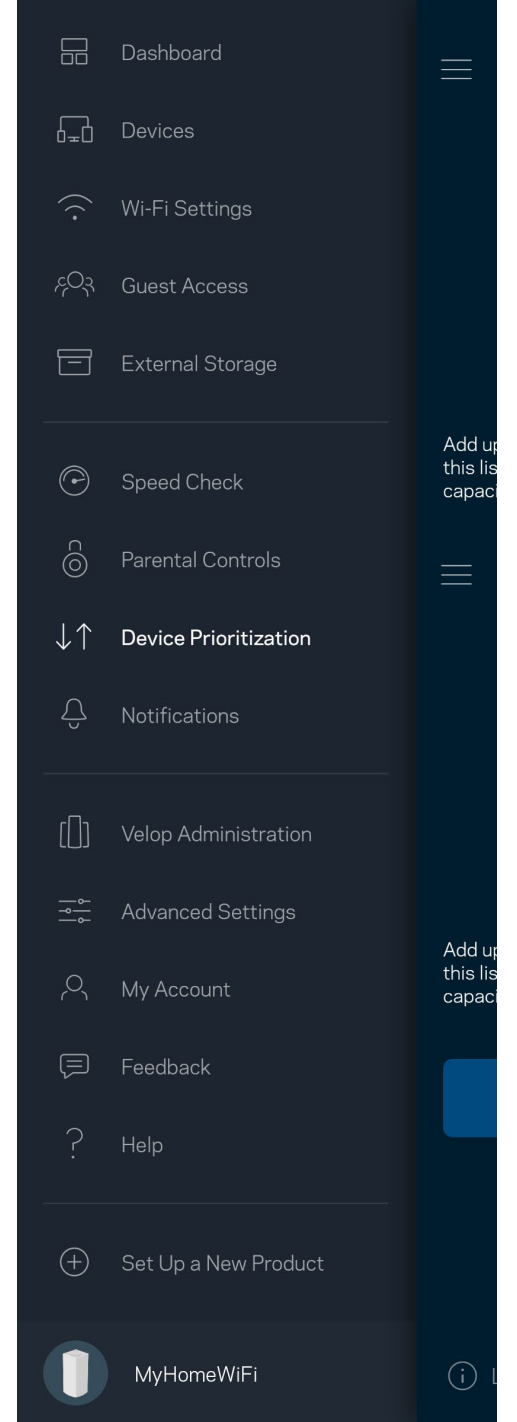 Dashboard
Devices
Wi-Fi Settings
Guest Access
External Storage
Speed Check
Parental Controls
Device Prioritization
Notifications
Velop Administration
Advanced Settings
My Account
Feedback
Help
Set Up a New Product
MyHomeWiFi
Add up
this lis
capaci
Add up
this lis
capaci